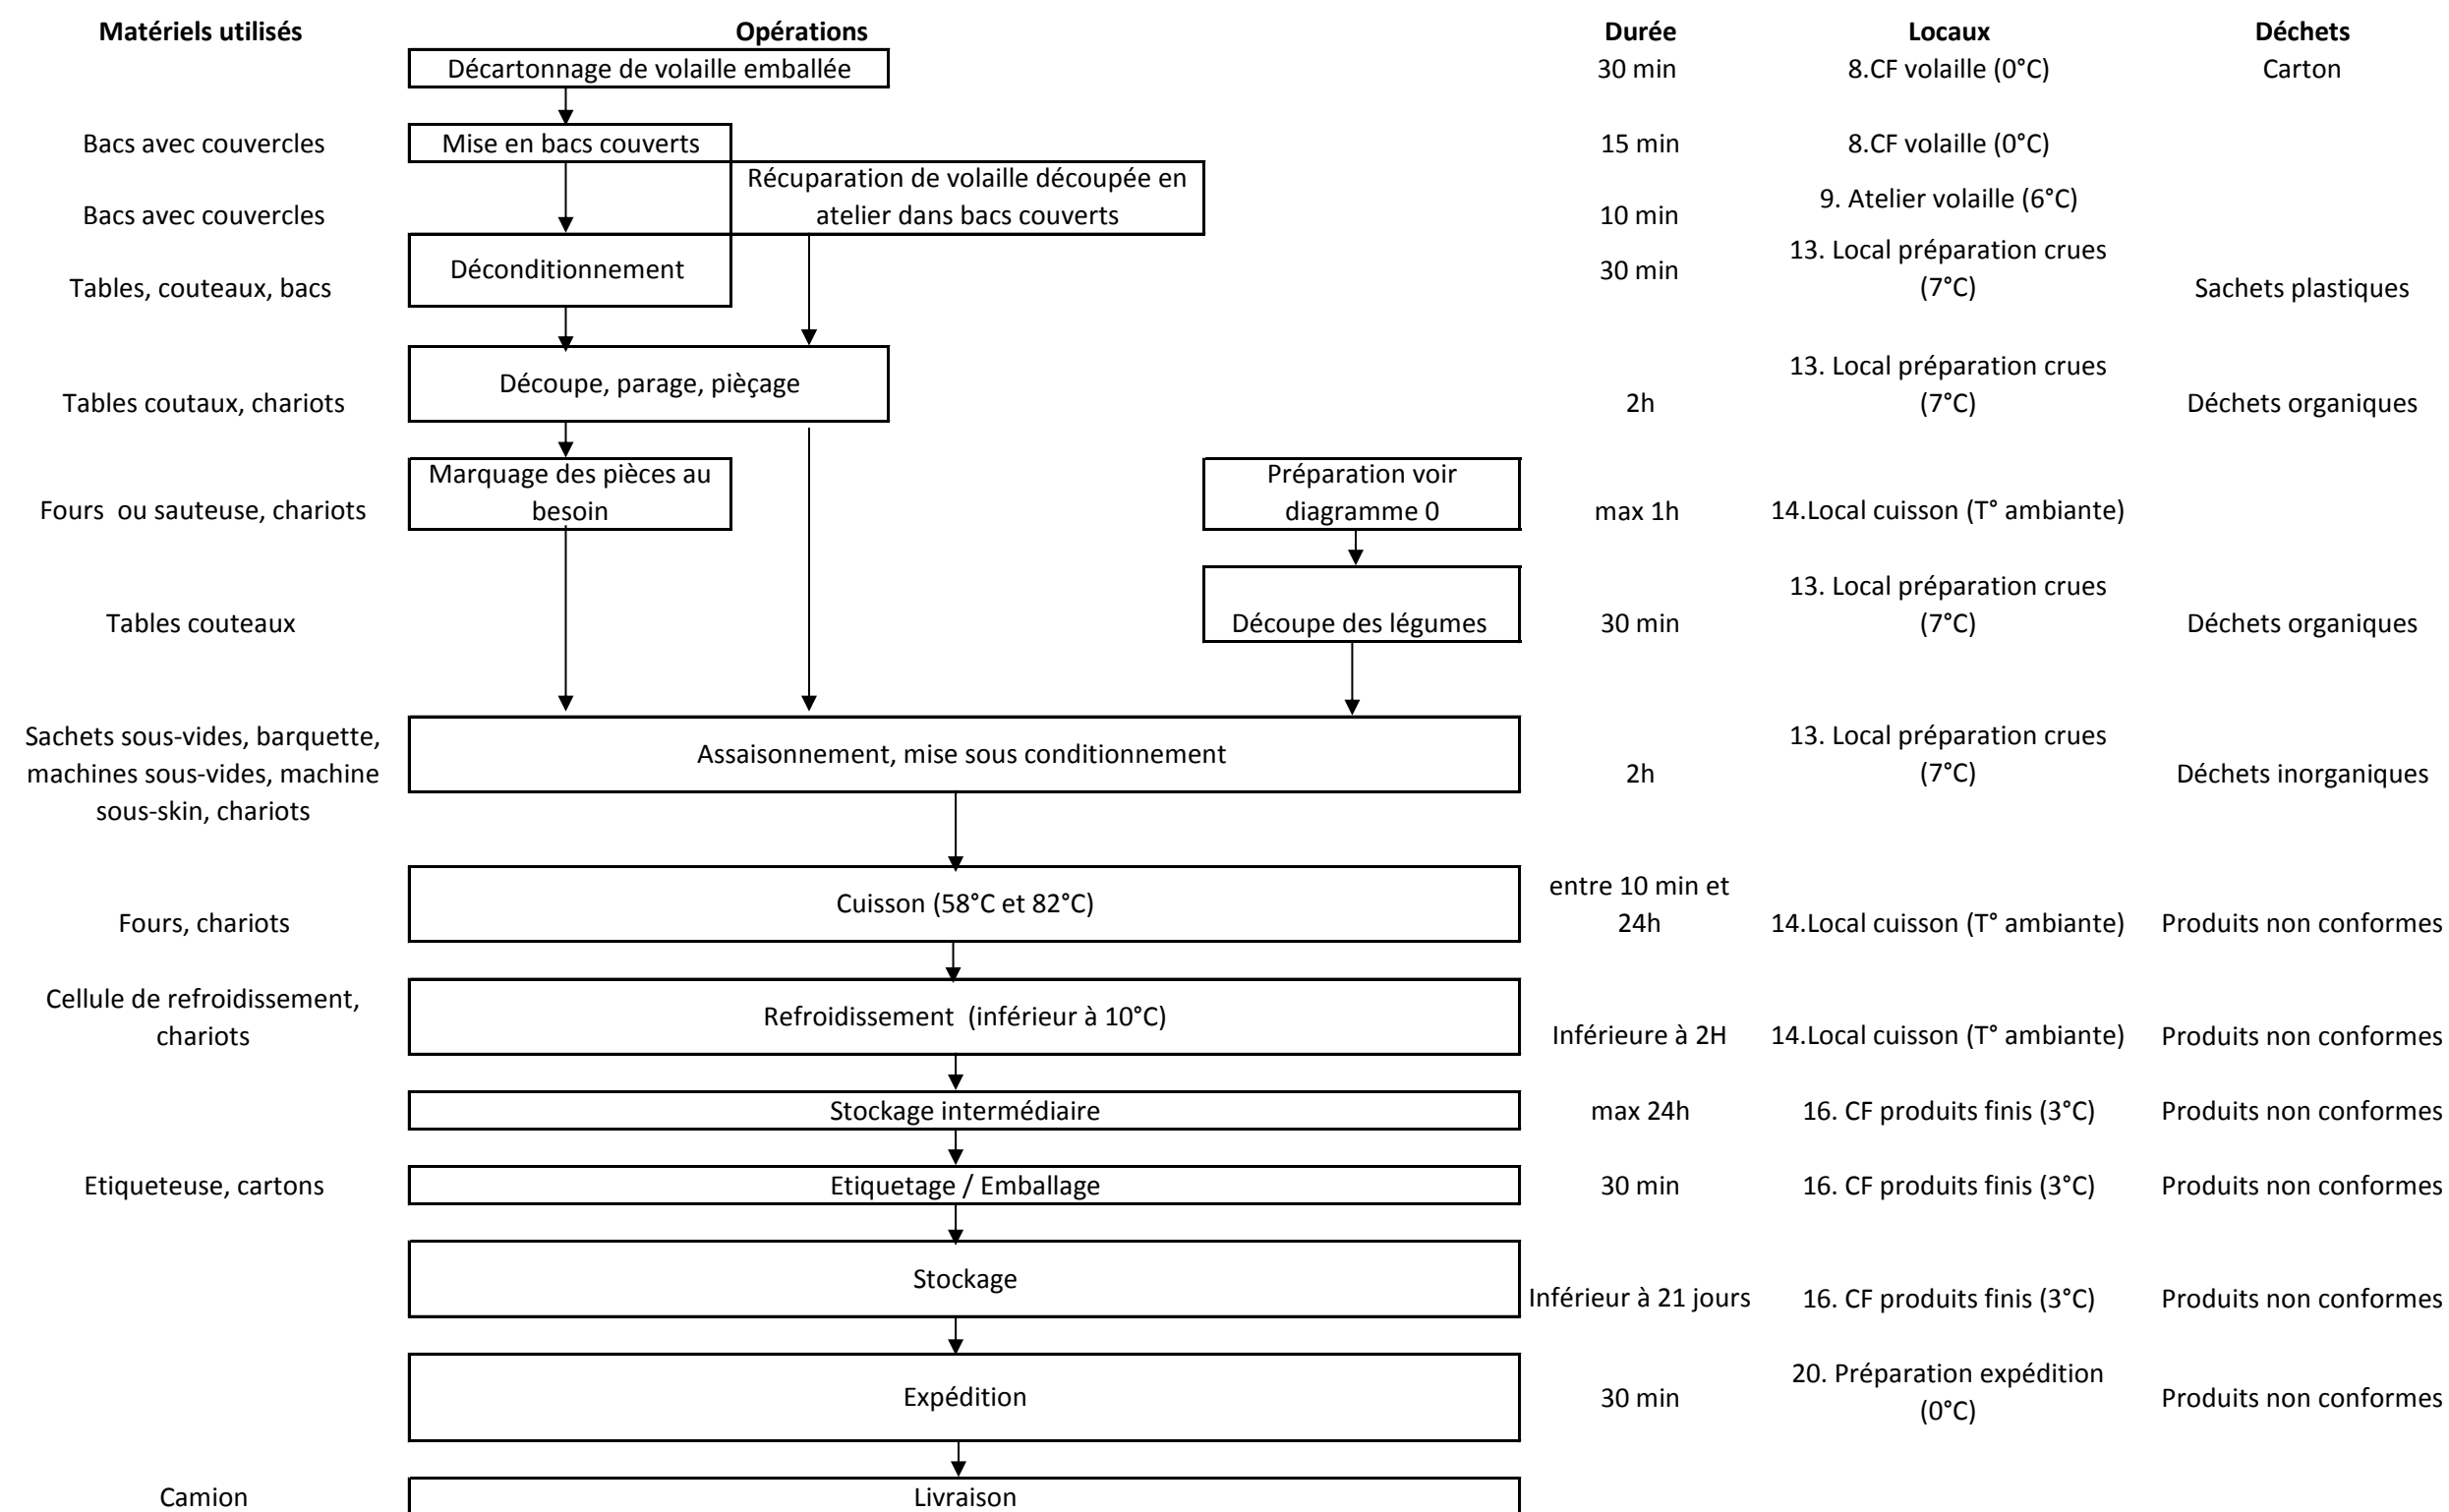 Matériels utilisés Opérations Durée Locaux Déchets
Décartonnage de volaille emballée 30 min 8.CF volaille (0°C) Carton
Bacs avec couvercles Mise en bacs couverts 15 min 8.CF volaille (0°C)
Récuparation de volaille découpée en
atelier dans bacs couverts
Bacs avec couvercles 10 min 9. Atelier volaille (6°C)
Déconditionnement
Tables, couteaux, bacs 30 min 13. Local préparation crues
(7°C) Sachets plastiques
Découpe, parage, pièçage 13. Local préparation crues
Tables coutaux, chariots 2h (7°C) Déchets organiques
Marquage des pièces au
besoin
Préparation voir
diagramme 0
Fours ou sauteuse, chariots max 1h 14.Local cuisson (T° ambiante)
13. Local préparation crues
Tables couteaux Découpe des légumes 30 min (7°C) Déchets organiques
Sachets sous-vides, barquette,
machines sous-vides, machine
sous-skin, chariots
Assaisonnement, mise sous conditionnement
2h
13. Local préparation crues
(7°C)
Déchets inorganiques
Cuisson (58°C et 82°C)
entre 10 min et
24h
Fours, chariots 14.Local cuisson (T° ambiante) Produits non conformes
Cellule de refroidissement,
chariots
Refroidissement (inférieur à 10°C)
Inférieure à 2H 14.Local cuisson (T° ambiante) Produits non conformes
Stockage intermédiaire max 24h 16. CF produits finis (3°C) Produits non conformes
Etiqueteuse, cartons Etiquetage / Emballage 30 min 16. CF produits finis (3°C) Produits non conformes
Stockage
Inférieur à 21 jours 16. CF produits finis (3°C) Produits non conformes
Expédition 30 min
20. Préparation expédition
(0°C)
Produits non conformes
Camion Livraison